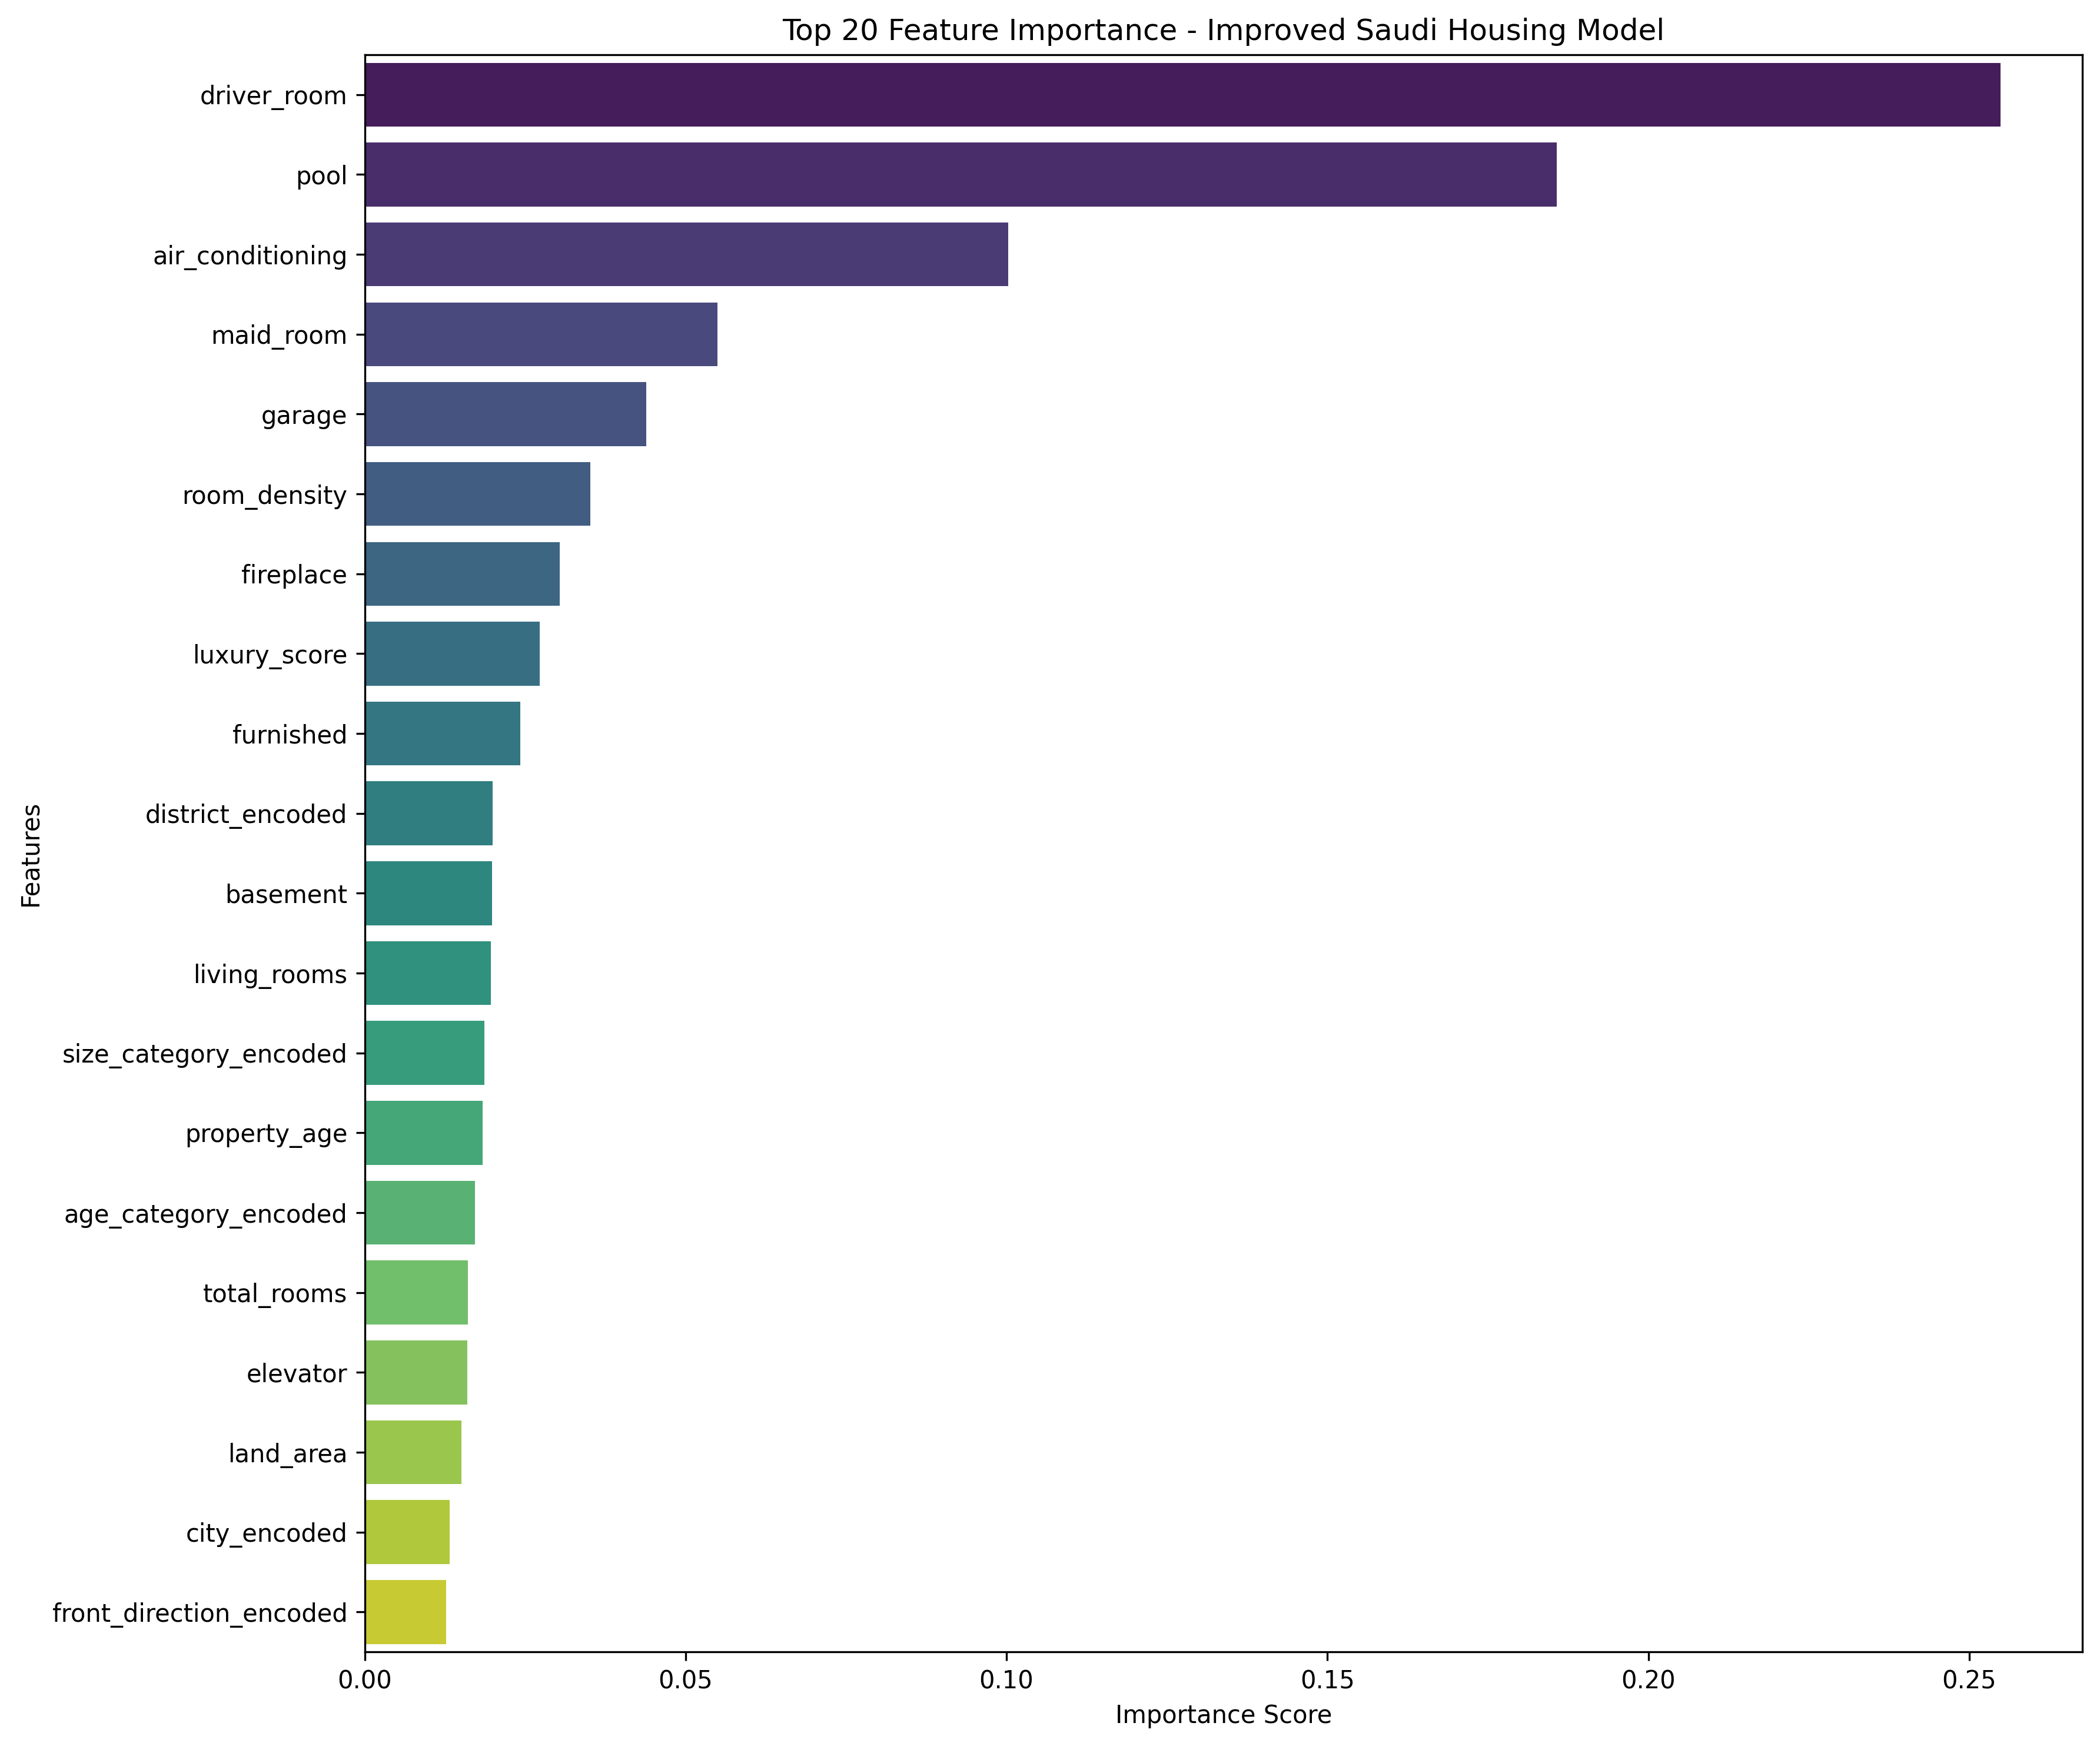 Top 20 Feature Importance - Improved Saudi Housing Model
driver_room
pool
air_conditioning
maid_room
garage
room_density
fireplace
luxury_score
furnished
district_encoded
basement
living_rooms
size_category_encoded
property_age
age_category_encoded
total_rooms
elevator
land_area
city_encoded
front_direction_encoded
Features
0.00 0.05 0.10 0.15 0.20 0.25
Importance Score